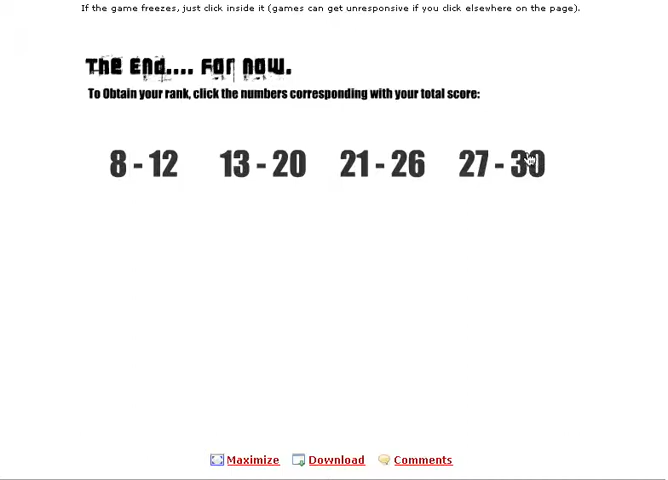 If the game freezes, just click inside it (games can get unresponsive if you click elsewhere on the page).
The End.... For now.
To Obtain your rank, click the numbers corresponding with your total score:
8 - 12 13 - 20 21 - 26 27 - 30
Maximize Download Comments